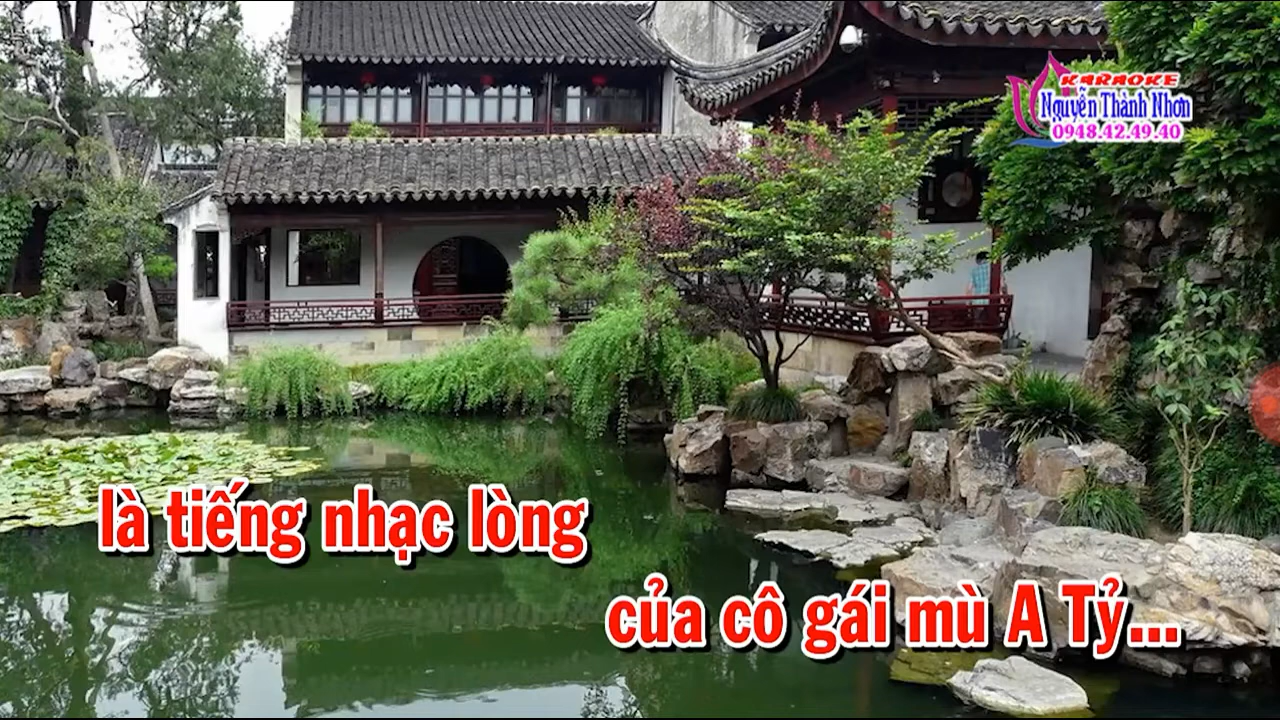 KARAOKE
Nguyễn Thành Nhơn
0948.42.49.40
là tiếng nhạc lòng
của cô gái mù A Tỷ...